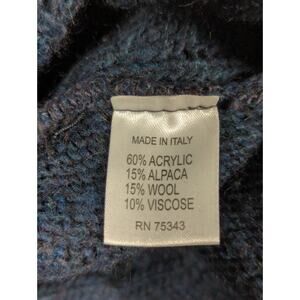 MADE IN ITALY
60% ACRYLIC
15% ALPACA
15% WOOL
10% VISCOSE
RN 75343